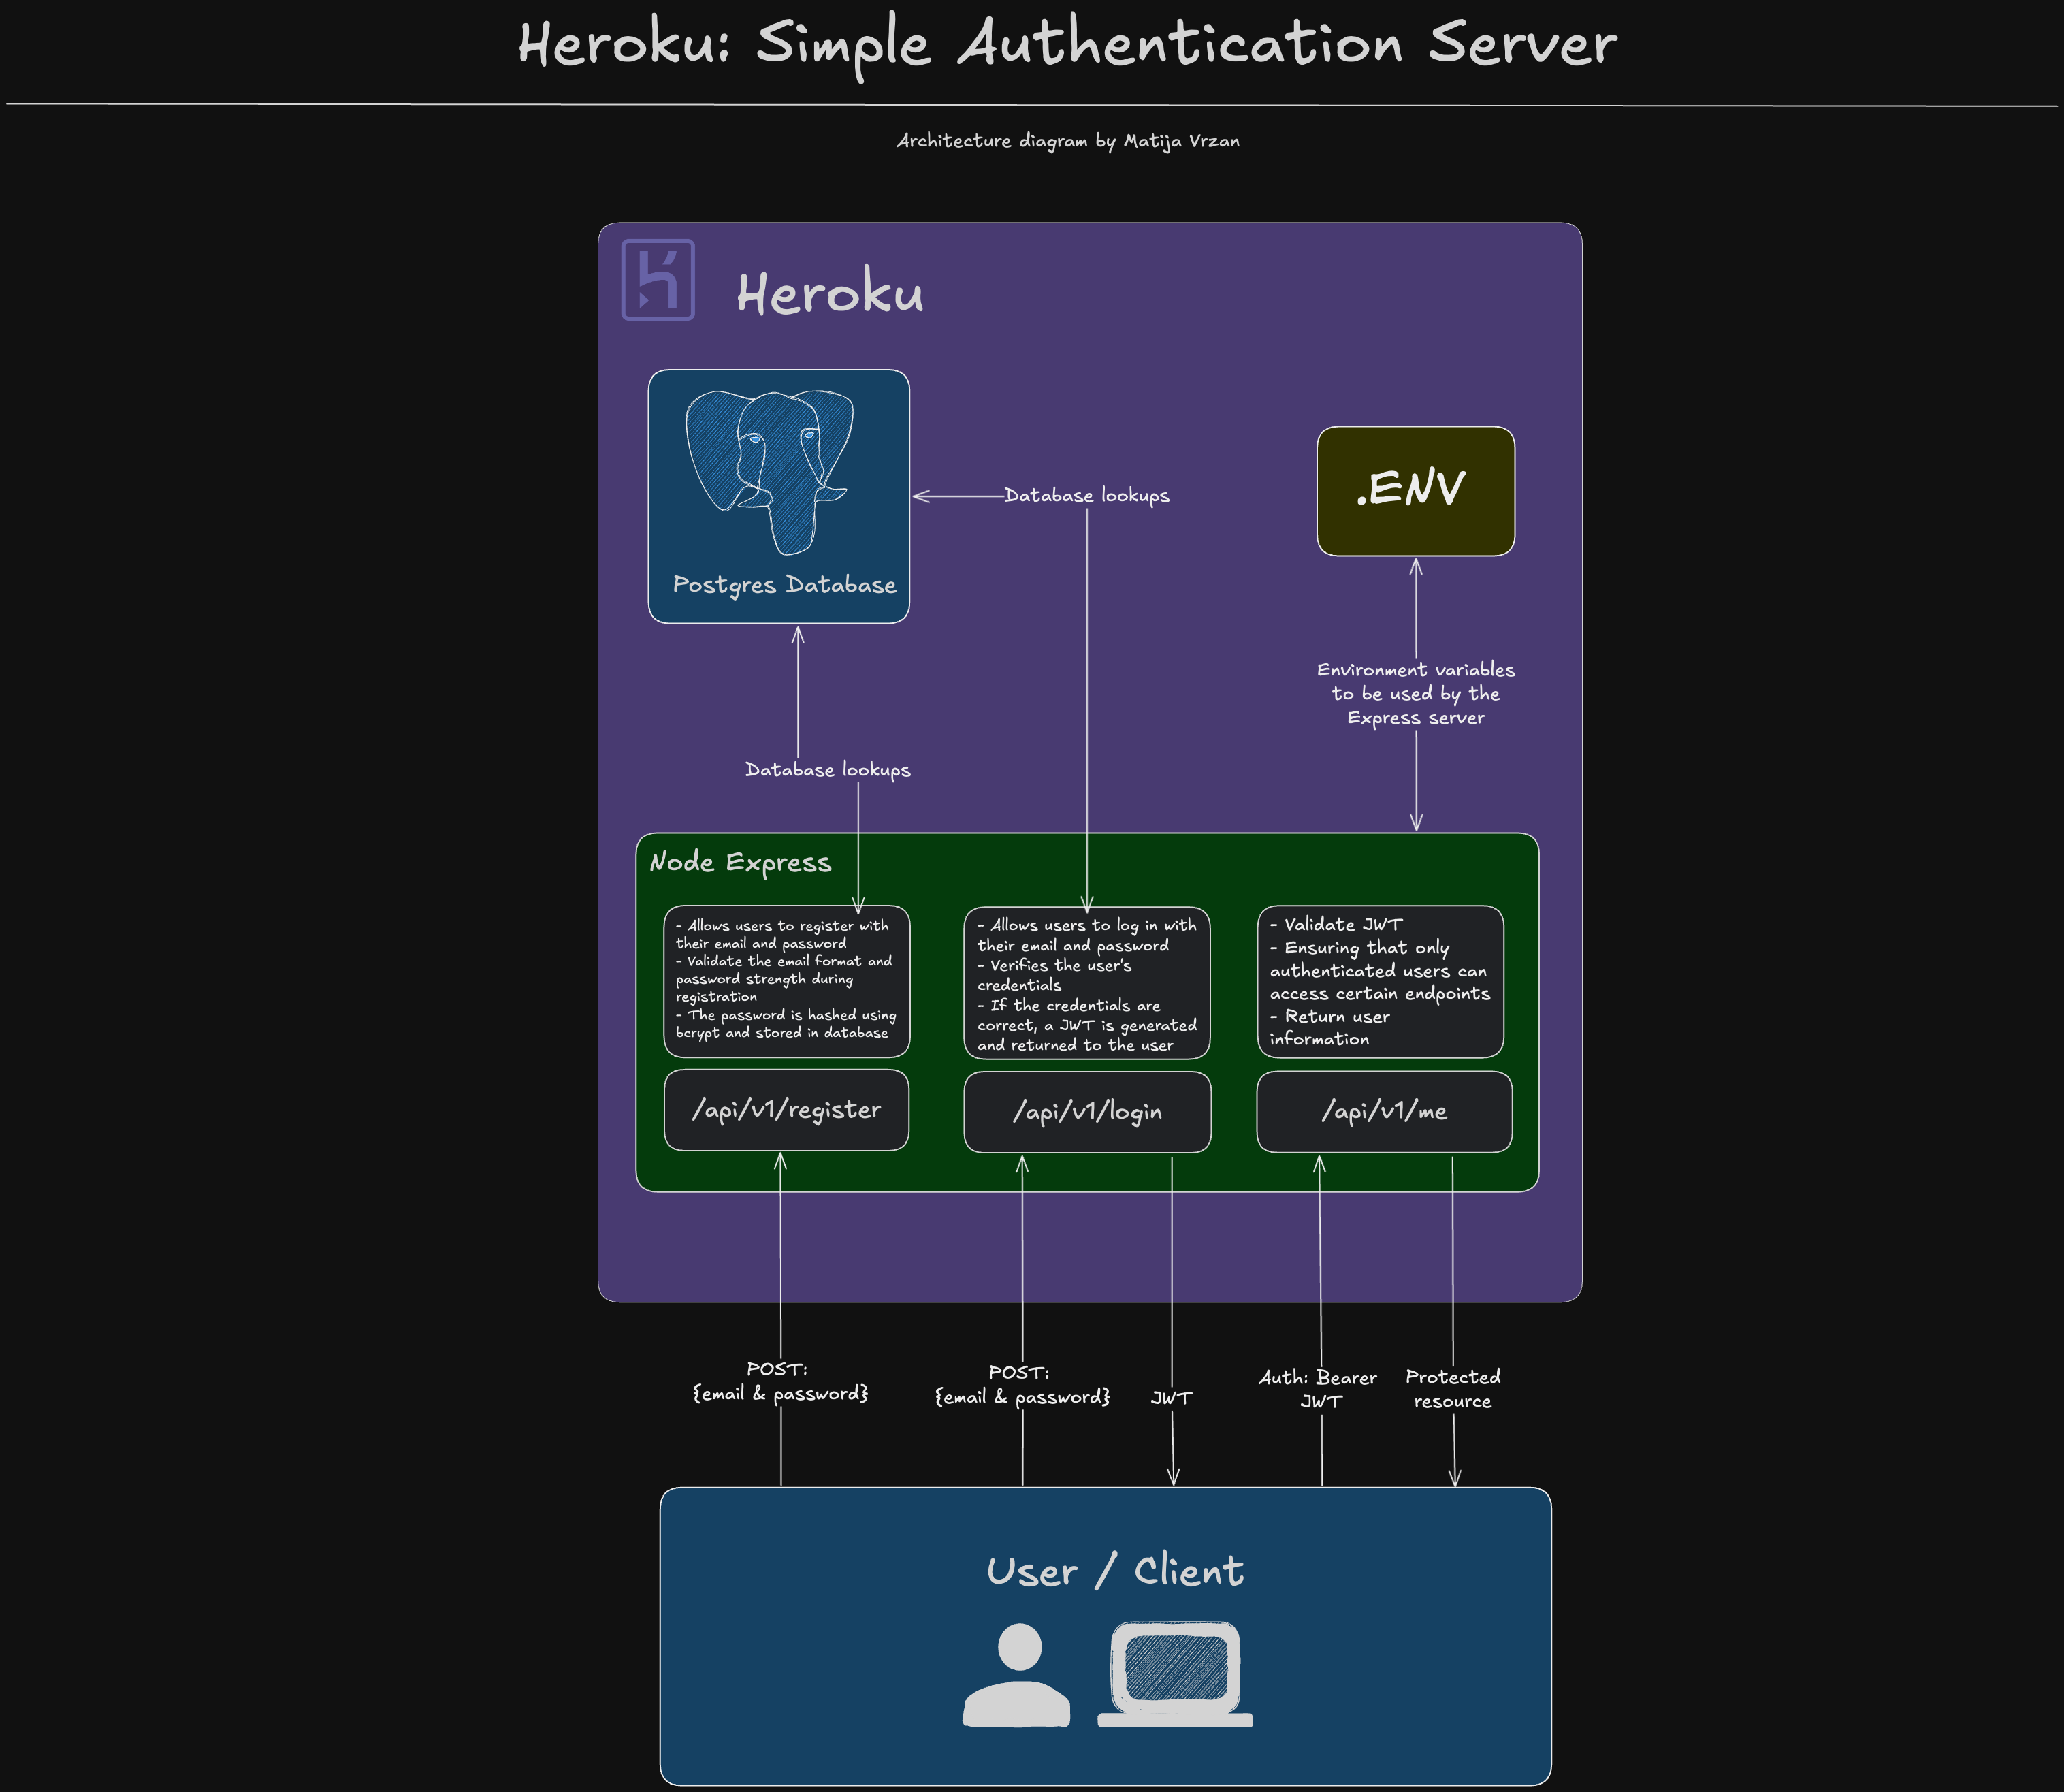 Heroku: Simple Authentication Server
Architecture diagram by Matija Vrzan
Heroku
Postgres Database
Database lookups
.ENV
Environment variables
to be used by the
Express server
Database lookups
Node Express
- Allows users to register with
their email and password
- Validate the email format and
password strength during
registration
- The password is hashed using
bcrypt and stored in database
- Allows users to log in with
their email and password
- Verifies the user's
credentials
- If the credentials are
correct, a JWT is generated
and returned to the user
- Validate JWT
- Ensuring that only
authenticated users can
access certain endpoints
- Return user
information
/api/v1/register
/api/v1/login
/api/v1/me
POST:
{email & password}
POST:
{email & password}
JWT
Auth: Bearer
JWT
Protected
resource
User / Client